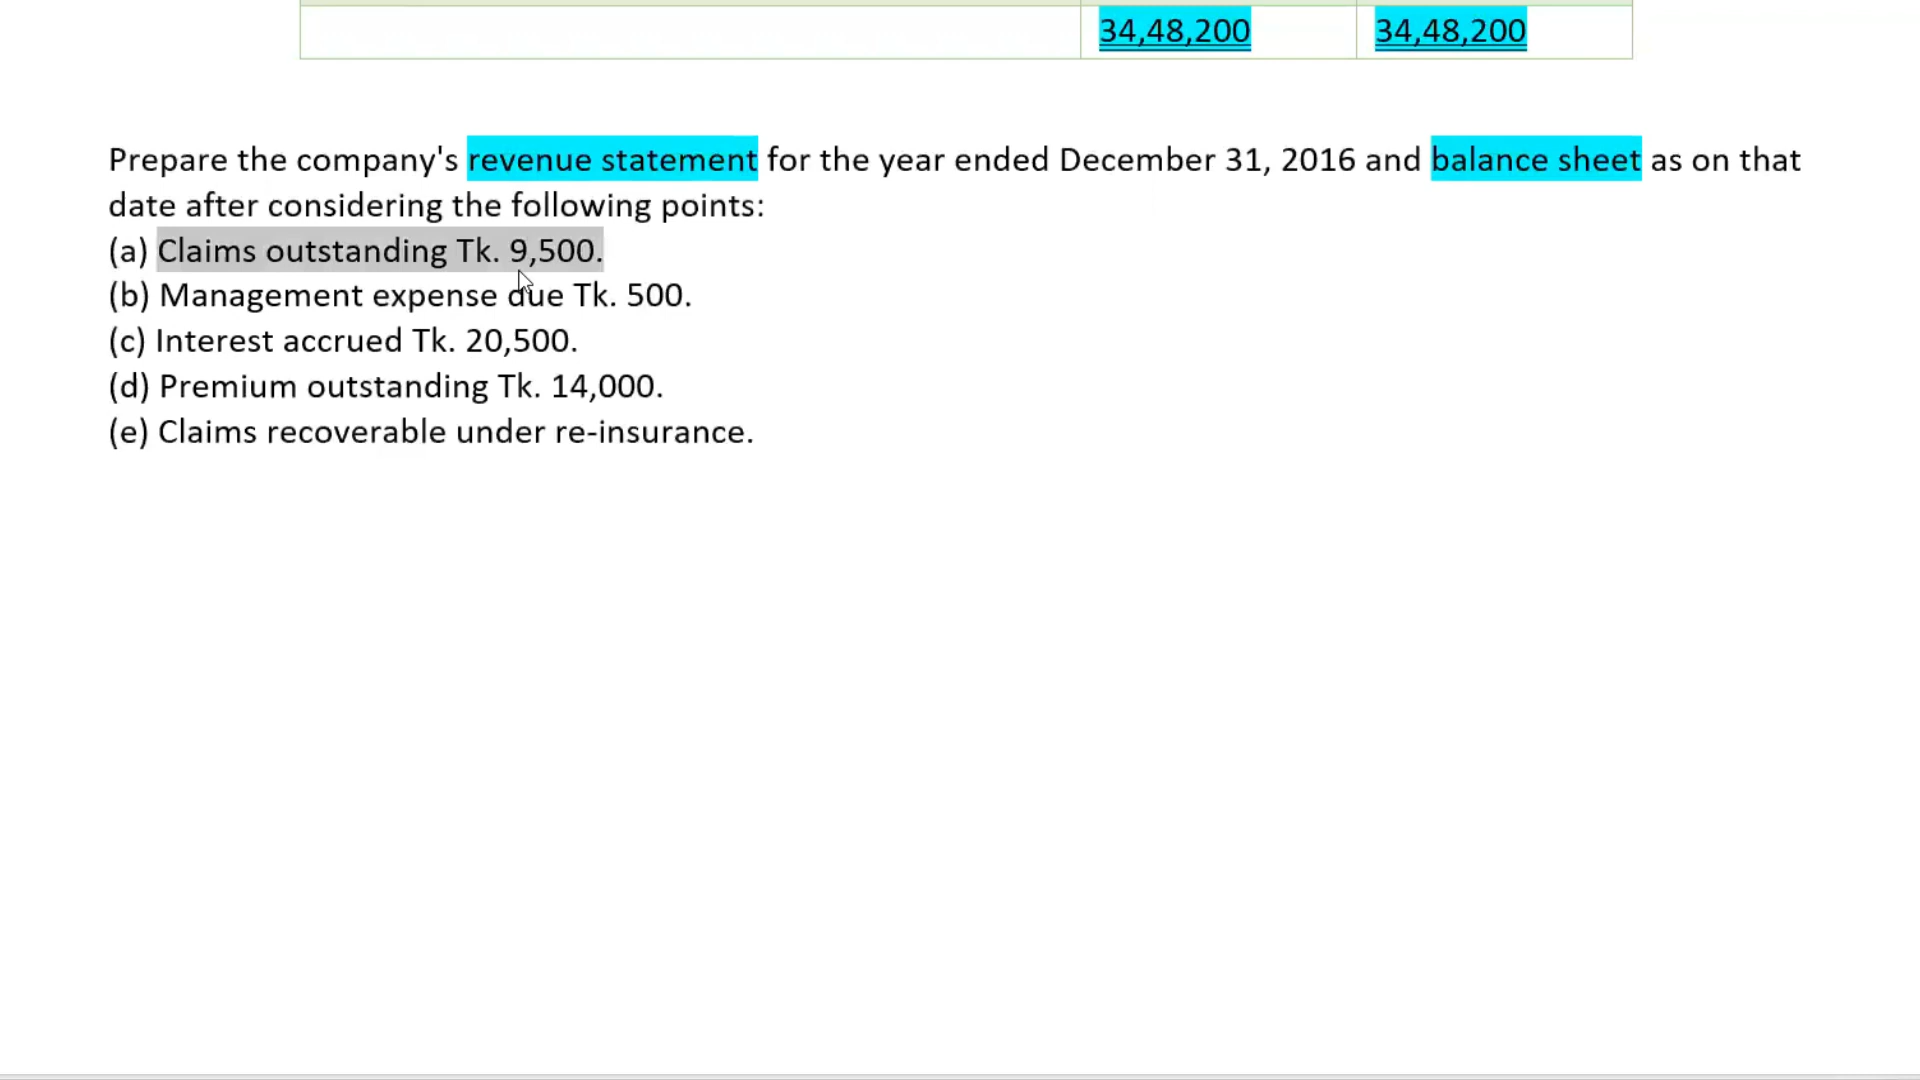 34,48,200 34,48,200
Prepare the company's revenue statement for the year ended December 31, 2016 and balance sheet as on that
date after considering the following points:
(a) Claims outstanding Tk. 9,500.
(b) Management expense due Tk. 500.
(c) Interest accrued Tk. 20,500.
(d) Premium outstanding Tk. 14,000.
(e) Claims recoverable under re-insurance.